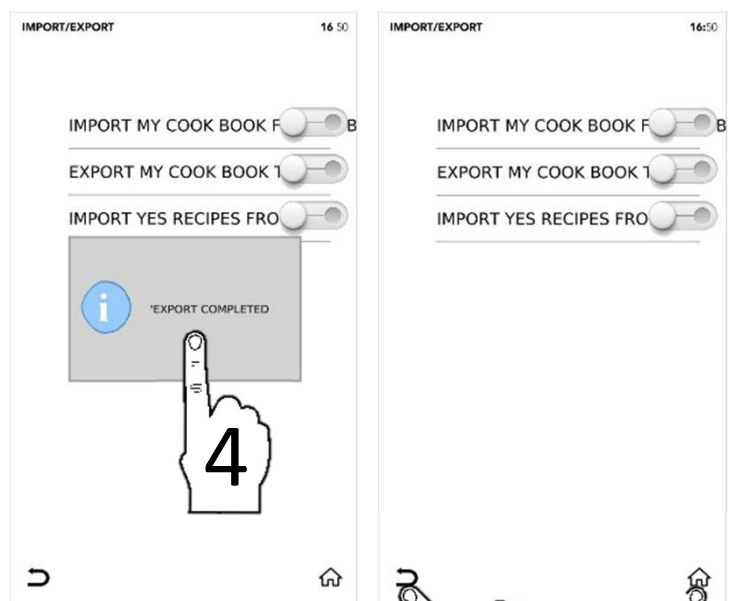 IMPORT/EXPORT 16 50
IMPORT MY COOK BOOK F B
EXPORT MY COOK BOOK T
IMPORT YES RECIPES FRO
'EXPORT COMPLETED
4
IMPORT/EXPORT 16:50
IMPORT MY COOK BOOK F B
EXPORT MY COOK BOOK T
IMPORT YES RECIPES FRO